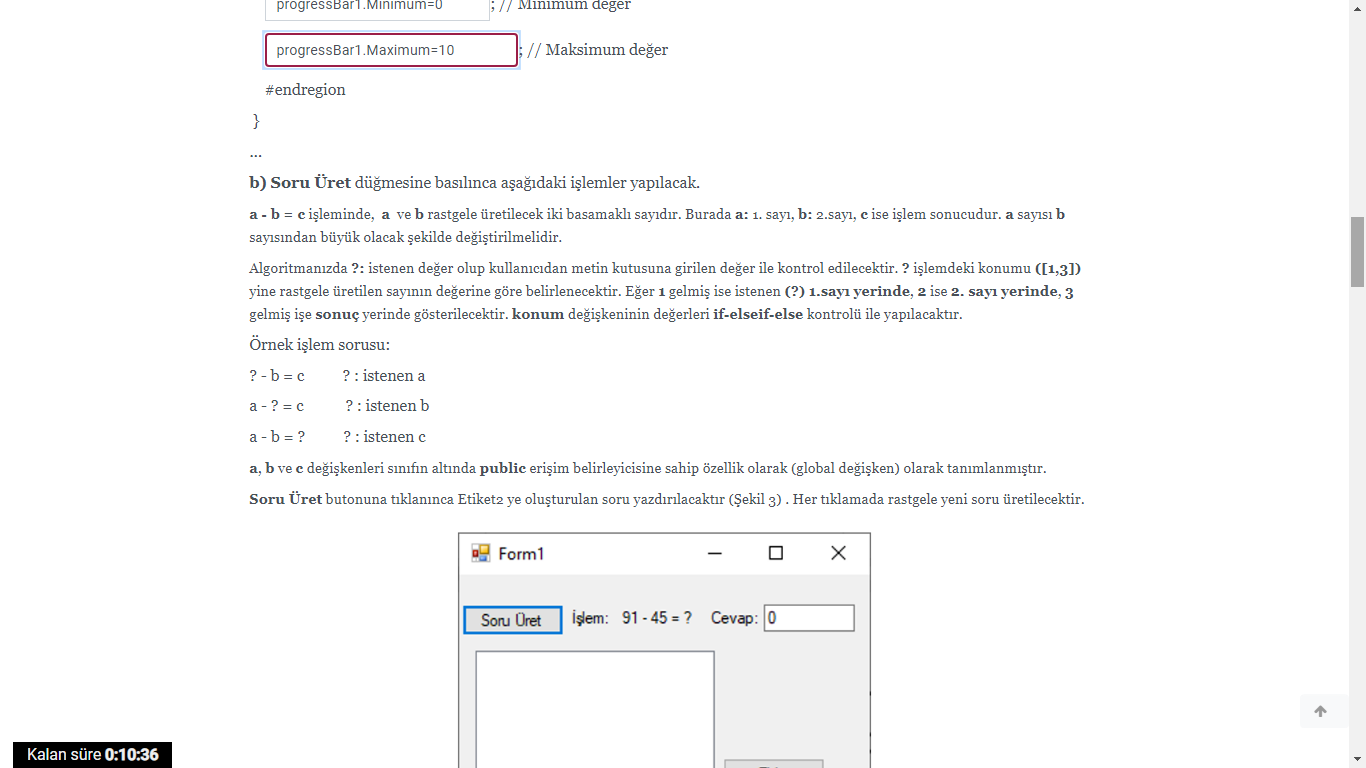 progressBar1.Minimum=0 ; // Minimum değer
progressBar1.Maximum=10 ; // Maksimum değer
#endregion
}
...
b) Soru Üret düğmesine basılınca aşağıdaki işlemler yapılacak.
a - b = c işleminde, a ve b rastgele üretilecek iki basamaklı sayıdır. Burada a: 1. sayı, b: 2.sayı, c ise işlem sonucudur. a sayısı b
sayısından büyük olacak şekilde değiştirilmelidir.
Algoritmanızda ?: istenen değer olup kullanıcıdan metin kutusuna girilen değer ile kontrol edilecektir. ? işlemdeki konumu ([1,3])
yine rastgele üretilen sayının değerine göre belirlenecektir. Eğer 1 gelmiş ise istenen (?) 1.sayı yerinde, 2 ise 2. sayı yerinde, 3
gelmiş işe sonuç yerinde gösterilecektir. konum değişkeninin değerleri if-elseif-else kontrolü ile yapılacaktır.
Örnek işlem sorusu:
? - b = c ? : istenen a
a - ? = c ? : istenen b
a - b = ? ? : istenen c
a, b ve c değişkenleri sınıfın altında public erişim belirleyicisine sahip özellik olarak (global değişken) olarak tanımlanmıştır.
Soru Üret butonuna tıklanınca Etiket2 ye oluşturulan soru yazdırılacaktır (Şekil 3) . Her tıklamada rastgele yeni soru üretilecektir.
Form1
Soru Üret İşlem: 91 - 45 = ? Cevap: 0
Kalan süre 0:10:36